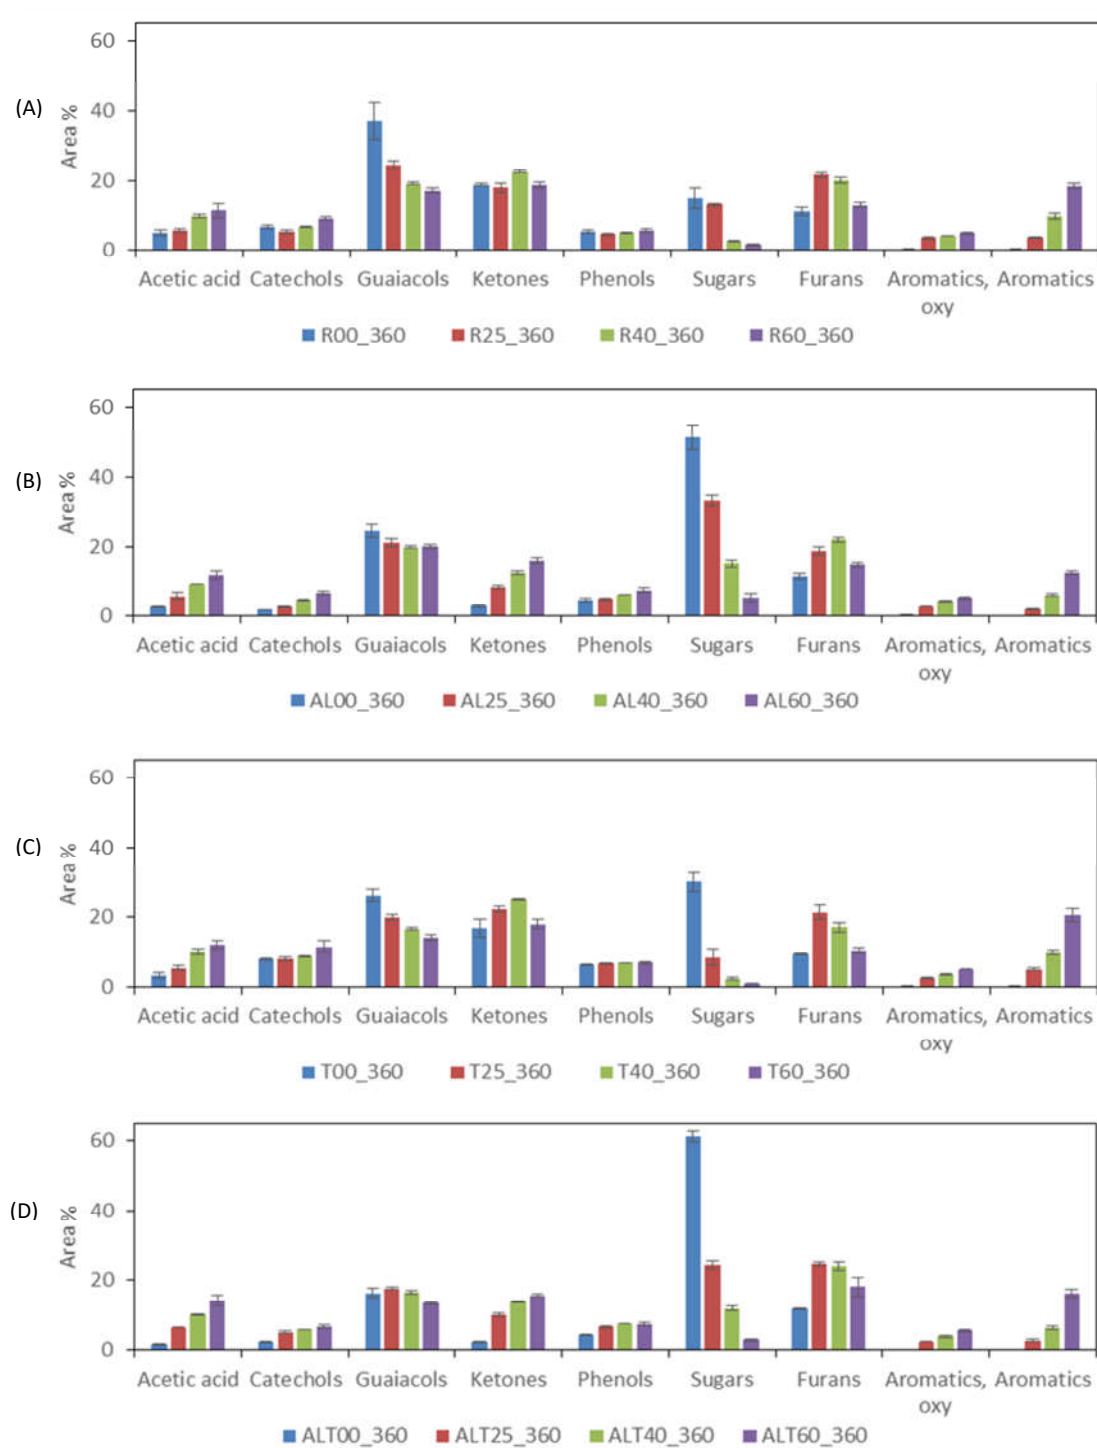 (A)
Area %
60
40
20
0
Acetic acid Catechols Guaiacols Ketones Phenols Sugars Furans Aromatics, oxy Aromatics
R00_360 R25_360 R40_360 R60_360
(B)
Area %
60
40
20
0
Acetic acid Catechols Guaiacols Ketones Phenols Sugars Furans Aromatics, oxy Aromatics
AL00_360 AL25_360 AL40_360 AL60_360
(C)
Area %
60
40
20
0
Acetic acid Catechols Guaiacols Ketones Phenols Sugars Furans Aromatics, oxy Aromatics
T00_360 T25_360 T40_360 T60_360
(D)
Area %
60
40
20
0
Acetic acid Catechols Guaiacols Ketones Phenols Sugars Furans Aromatics, oxy Aromatics
ALT00_360 ALT25_360 ALT40_360 ALT60_360